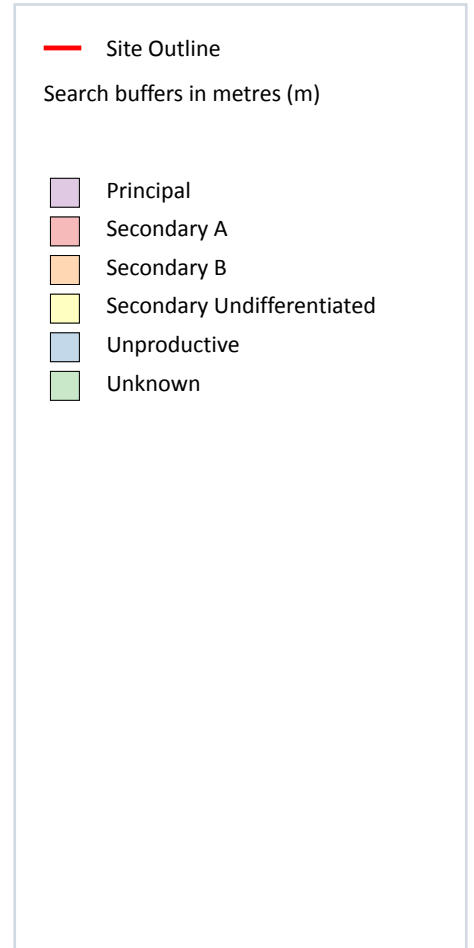 Site Outline
Search buffers in metres (m)
Principal
Secondary A
Secondary B
Secondary Undifferentiated
Unproductive
Unknown